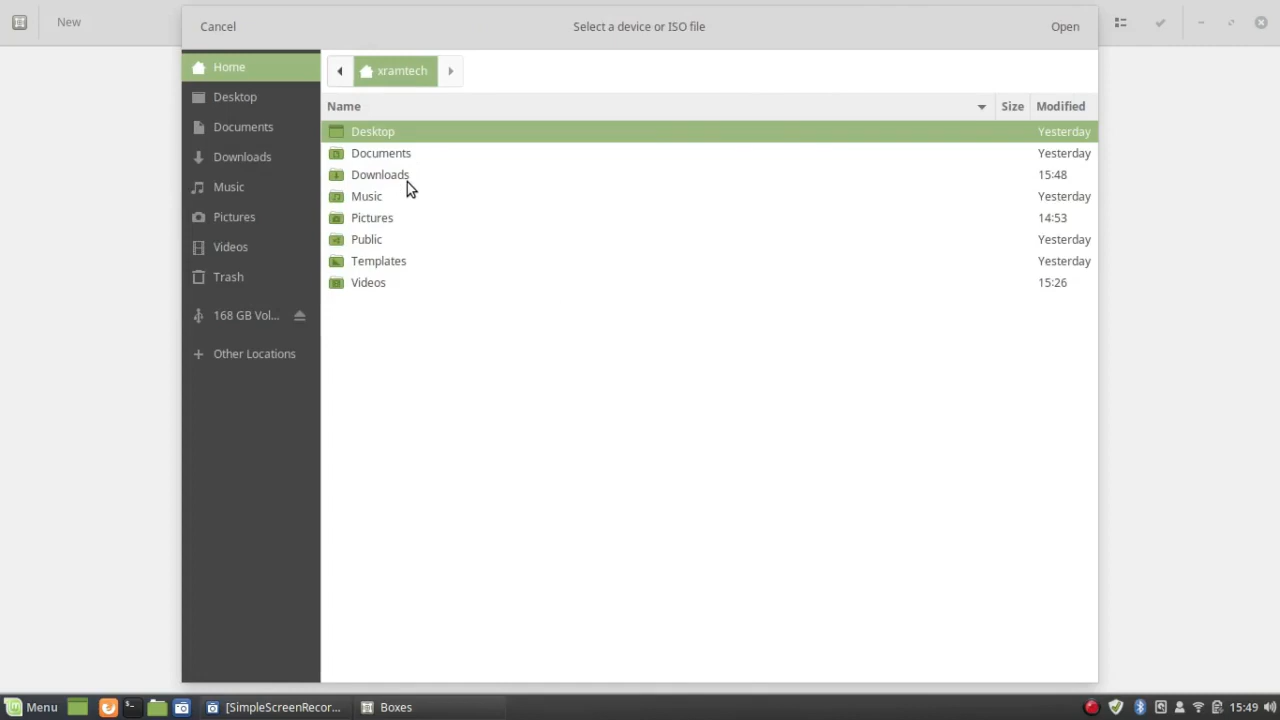 New
Cancel
Select a device or ISO file
Open
Home
Desktop
Documents
Downloads
Music
Pictures
Videos
Trash
168 GB Vol...
Other Locations
xramtech
Name
Size
Modified
Desktop
Yesterday
Documents
Yesterday
Downloads
15:48
Music
Yesterday
Pictures
14:53
Public
Yesterday
Templates
Yesterday
Videos
15:26
Menu
[SimpleScreenRecor...
Boxes
15:49